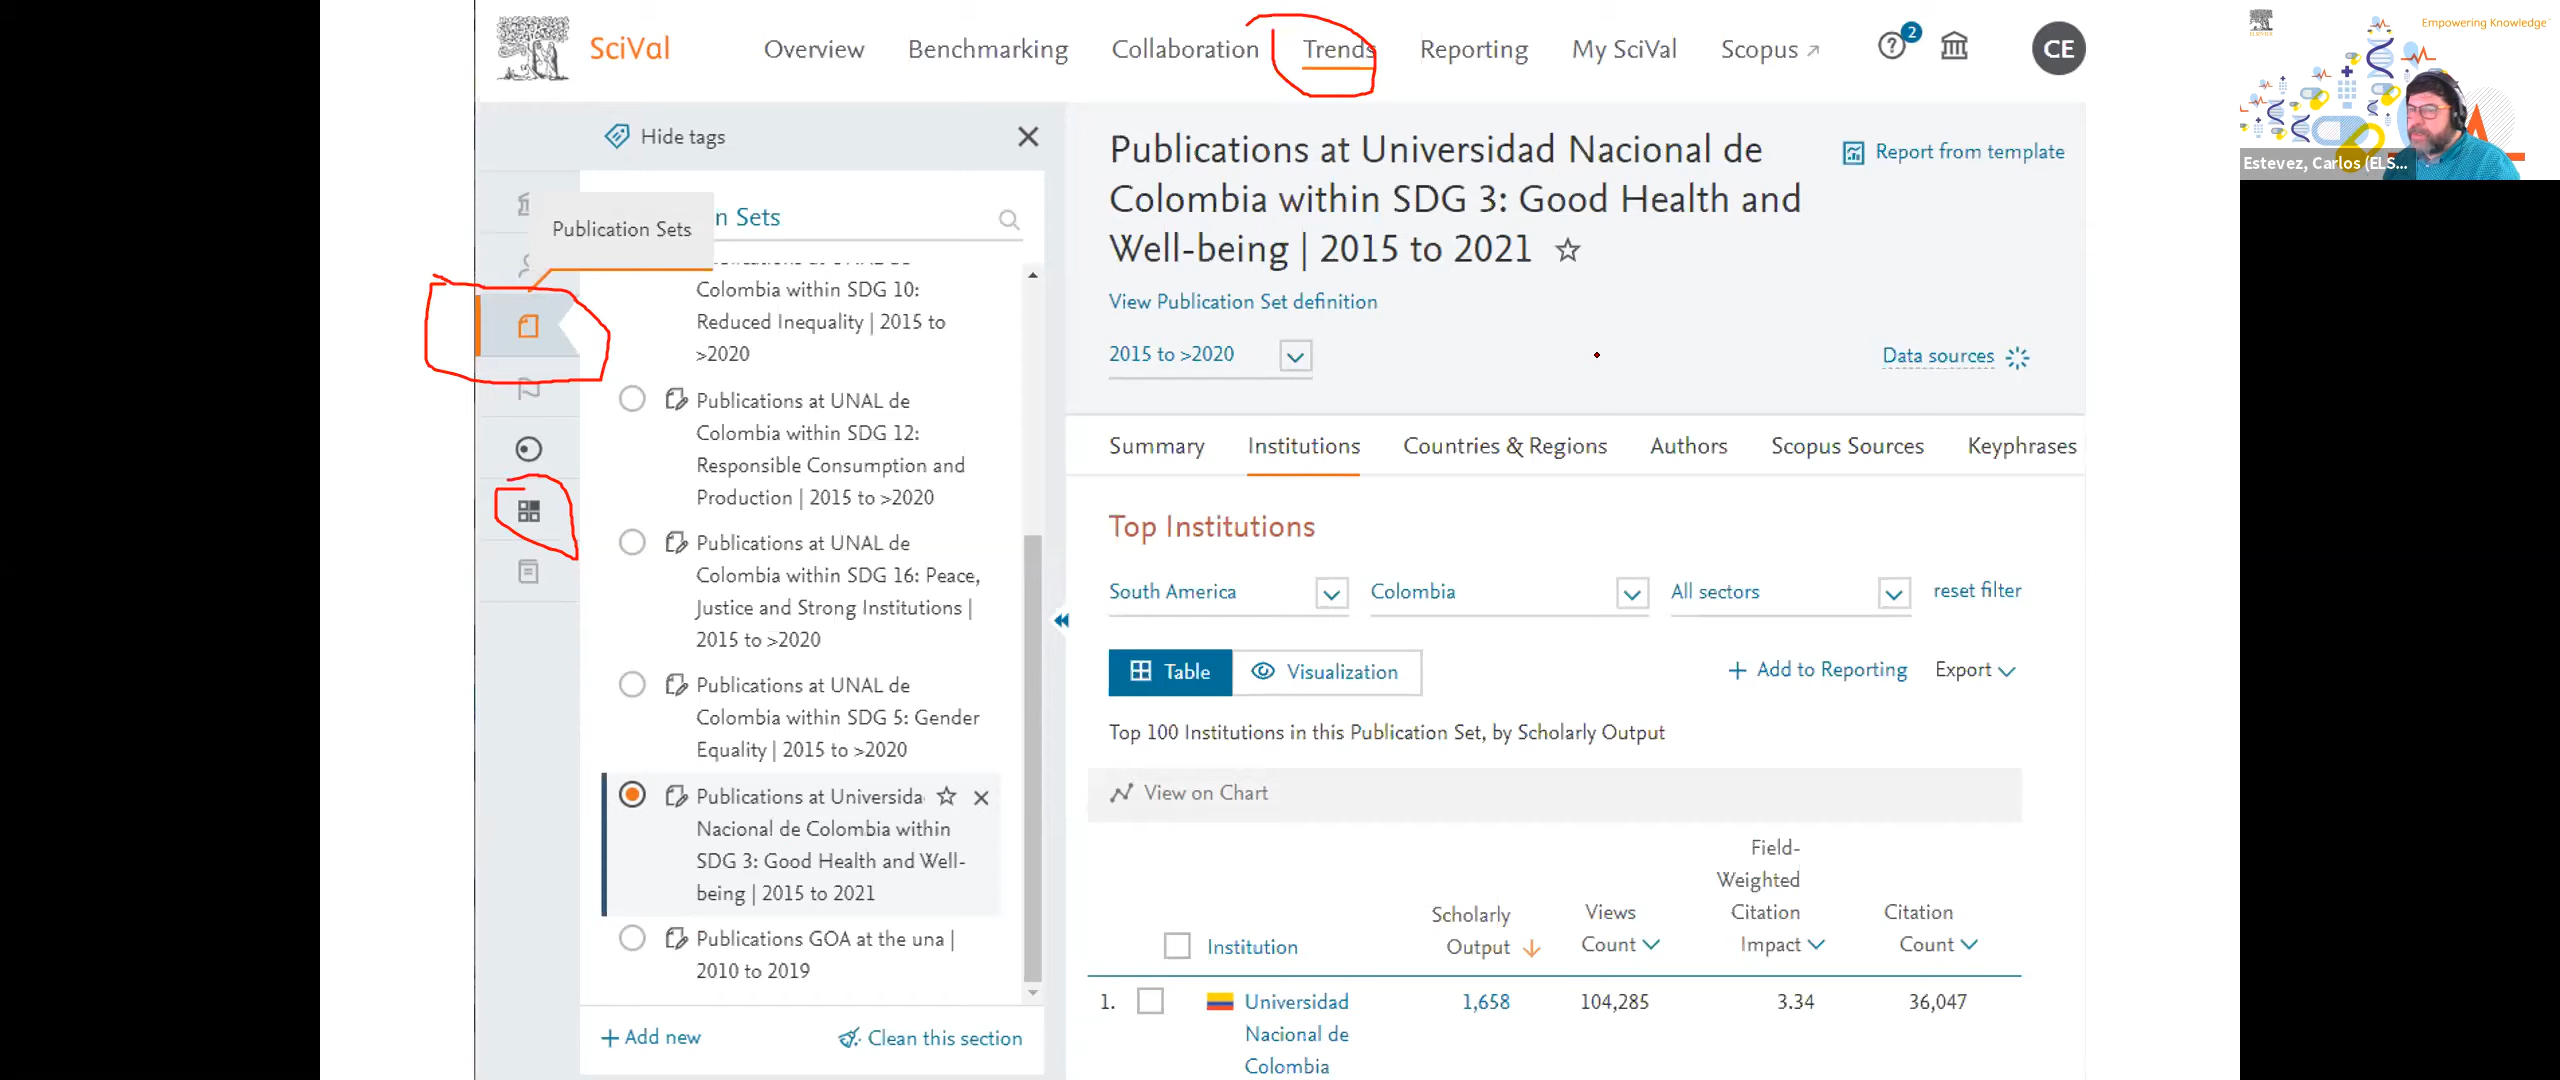 SciVal
Overview
Benchmarking
Collaboration
Trends
Reporting
My SciVal
Scopus
2
CE
Empowering Knowledge
Estevez, Carlos (ELS...
Hide tags
n Sets
Publication Sets
Colombia within SDG 10:
Reduced Inequality | 2015 to
>2020
Publications at UNAL de
Colombia within SDG 12:
Responsible Consumption and
Production | 2015 to >2020
Publications at UNAL de
Colombia within SDG 16: Peace,
Justice and Strong Institutions |
2015 to >2020
Publications at UNAL de
Colombia within SDG 5: Gender
Equality | 2015 to >2020
Publications at Universida
Nacional de Colombia within
SDG 3: Good Health and Well-
being | 2015 to 2021
Publications GOA at the una |
2010 to 2019
+ Add new
Clean this section
Publications at Universidad Nacional de
Colombia within SDG 3: Good Health and
Well-being | 2015 to 2021
Report from template
View Publication Set definition
2015 to >2020
Data sources
Summary
Institutions
Countries & Regions
Authors
Scopus Sources
Keyphrases
Top Institutions
South America
Colombia
All sectors
reset filter
Table
Visualization
+ Add to Reporting
Export
Top 100 Institutions in this Publication Set, by Scholarly Output
View on Chart
Institution
Scholarly
Output
Views
Count
Field-
Weighted
Citation
Impact
Citation
Count
1.
Universidad
Nacional de
Colombia
1,658
104,285
3.34
36,047